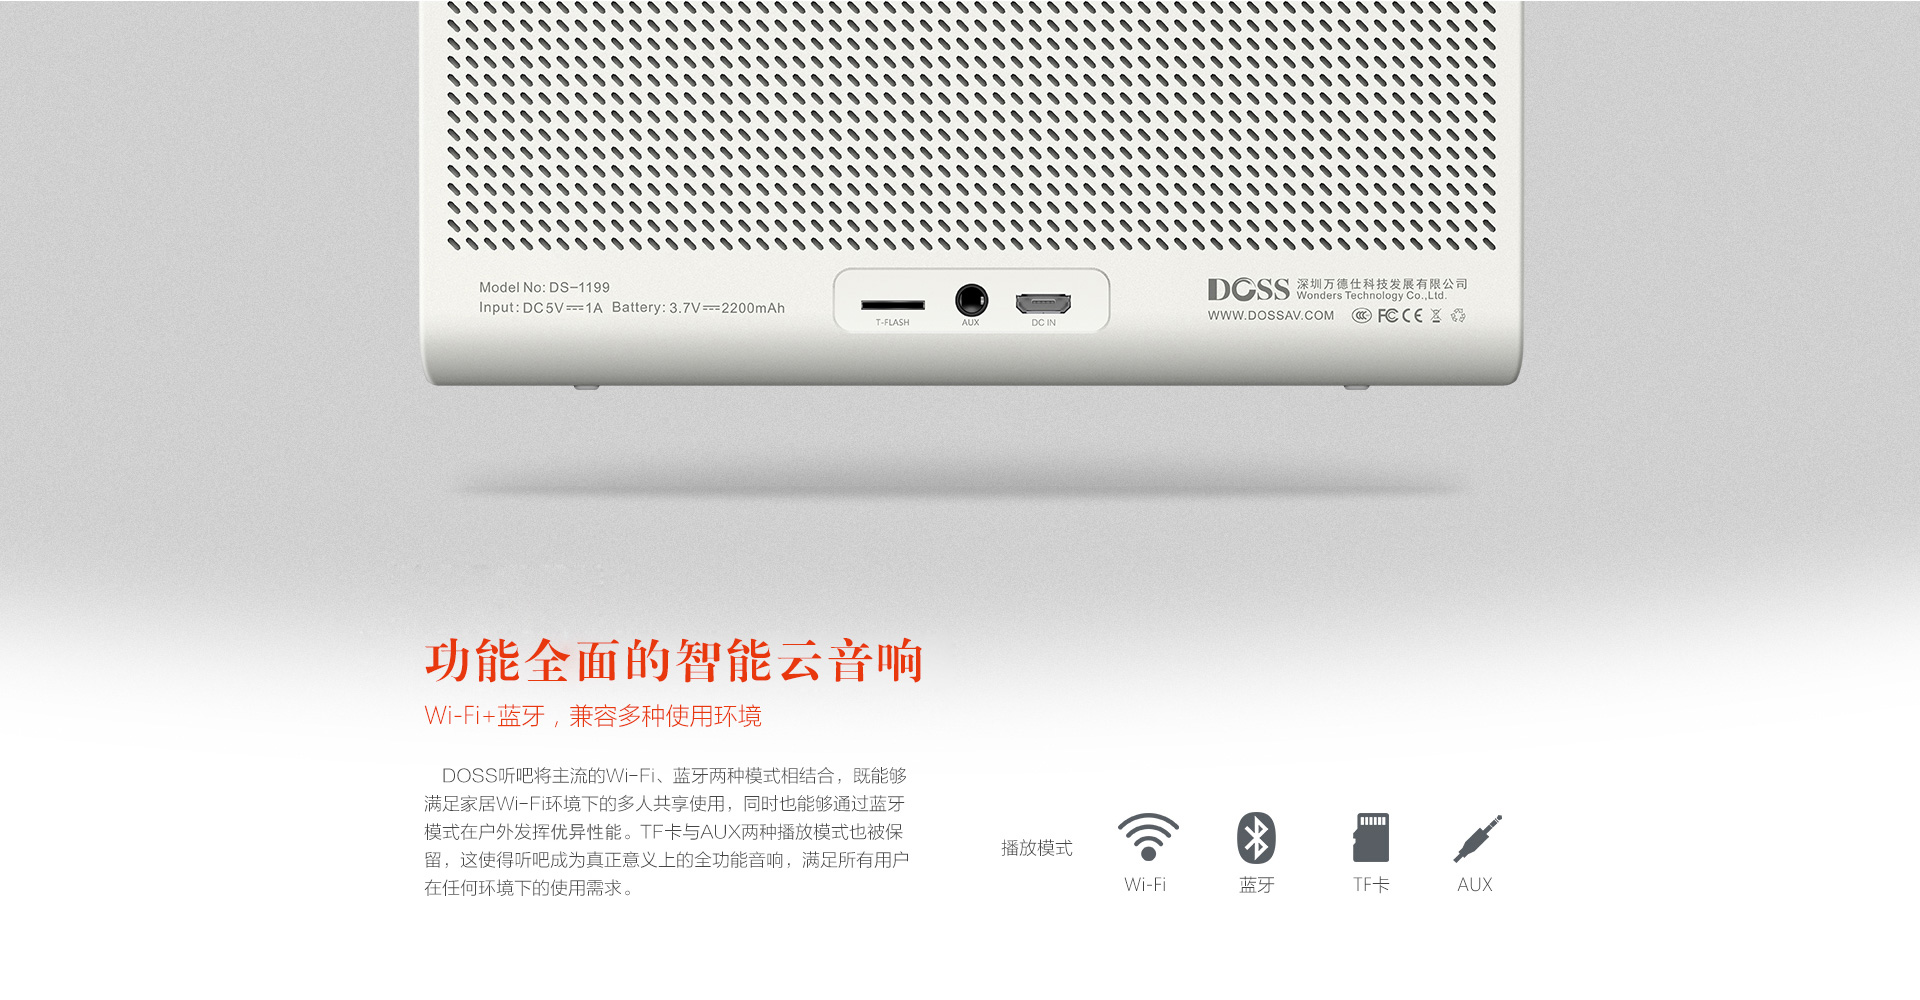 Model No: DS-1199
Input: DC5V⎓1A Battery: 3.7V⎓2200mAh
T-FLASH
AUX
DC IN
DOSS 深圳万德仕科技发展有限公司
Wonders Technology Co.,Ltd.
WWW.DOSSAV.COM CCC FC CE
功能全面的智能云音响
Wi-Fi+蓝牙，兼容多种使用环境
DOSS听吧将主流的Wi-Fi、蓝牙两种模式相结合，既能够
满足家居Wi-Fi环境下的多人共享使用，同时也能够通过蓝牙
模式在户外发挥优异性能。TF卡与AUX两种播放模式也被保
留，这使得听吧成为真正意义上的全功能音响，满足所有用户
在任何环境下的使用需求。
播放模式
Wi-Fi
蓝牙
TF卡
AUX